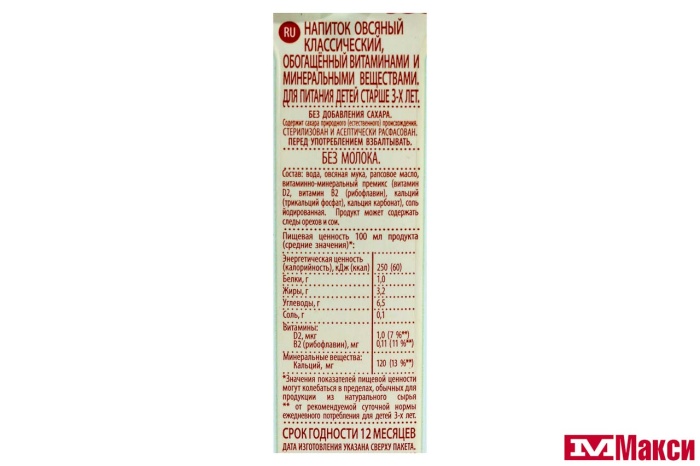 RU НАПИТОК ОВСЯНЫЙ
КЛАССИЧЕСКИЙ,
ОБОГАЩЁННЫЙ ВИТАМИНАМИ И
МИНЕРАЛЬНЫМИ ВЕЩЕСТВАМИ.
ДЛЯ ПИТАНИЯ ДЕТЕЙ СТАРШЕ 3-Х ЛЕТ.
БЕЗ ДОБАВЛЕНИЯ САХАРА.
Содержит сахара природного (естественного) происхождения.
СТЕРИЛИЗОВАН И АСЕПТИЧЕСКИ РАСФАСОВАН.
ПЕРЕД УПОТРЕБЛЕНИЕМ ВЗБАЛТЫВАТЬ.
БЕЗ МОЛОКА.
Состав: вода, овсяная мука, рапсовое масло,
витаминно-минеральный премикс (витамин
D2, витамин B2 (рибофлавин), кальций
(трикальций фосфат), кальция карбонат), соль
йодированная. Продукт может содержать
следы орехов и сои.
Пищевая ценность 100 мл продукта
(средние значения)*:
Энергетическая ценность
(калорийность), кДж (ккал) 250 (60)
Белки, г 1,0
Жиры, г 3,2
Углеводы, г 6,5
Соль, г 0,1
Витамины:
D2, мкг 1,0 (7 %**)
B2 (рибофлавин), мг 0,11 (11 %**)
Минеральные вещества:
Кальций, мг 120 (13 %**)
*Значения показателей пищевой ценности
могут колебаться в пределах, обычных для
продукции из натурального сырья
** от рекомендуемой суточной нормы
ежедневного потребления для детей 3-х лет.
СРОК ГОДНОСТИ 12 МЕСЯЦЕВ
ДАТА ИЗГОТОВЛЕНИЯ УКАЗАНА СВЕРХУ ПАКЕТА.
Макси